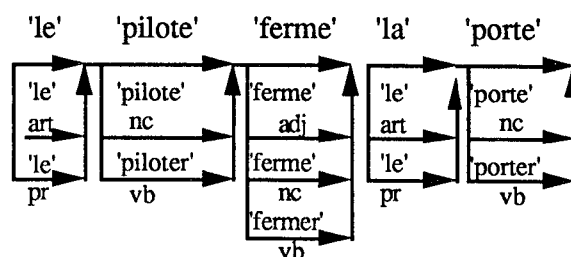 'le' 'pilote' 'ferme' 'la' 'porte'
'le' 'pilote' 'ferme' 'le' 'porte'
art nc adj art nc
'le' 'piloter' 'ferme' 'le' 'porter'
pr vb nc pr vb
'fermer'
vb